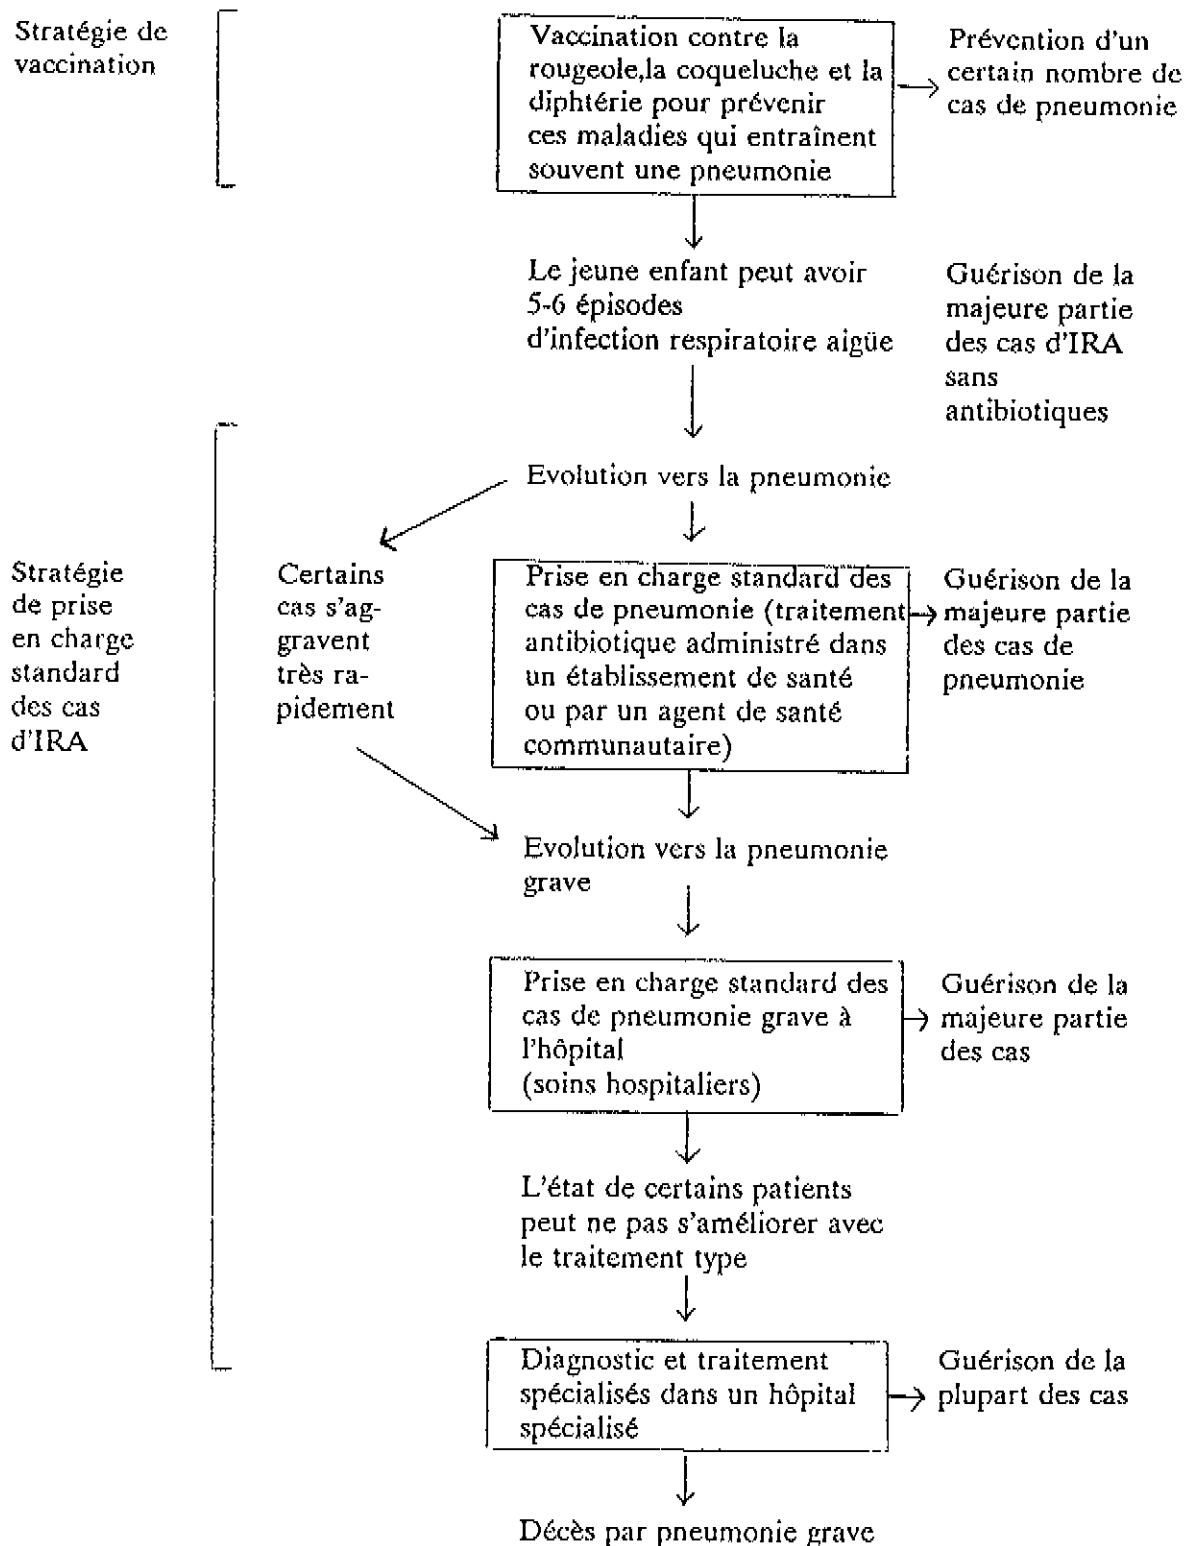 Stratégie de
vaccination
Vaccination contre la
rougeole,la coqueluche et la
diphtérie pour prévenir
ces maladies qui entraînent
souvent une pneumonie
Prévention d'un
certain nombre de
cas de pneumonie
Le jeune enfant peut avoir
5-6 épisodes
d'infection respiratoire aigüe
Guérison de la
majeure partie
des cas d'IRA
sans
antibiotiques
Evolution vers la pneumonie
Stratégie
de prise
en charge
standard
des cas
d'IRA
Certains
cas s'ag-
gravent
très ra-
pidement
Prise en charge standard des
cas de pneumonie (traitement
antibiotique administré dans
un établissement de santé
ou par un agent de santé
communautaire)
Guérison de la
majeure partie
des cas de
pneumonie
Evolution vers la pneumonie
grave
Prise en charge standard des
cas de pneumonie grave à
l'hôpital
(soins hospitaliers)
Guérison de la
majeure partie
des cas
L'état de certains patients
peut ne pas s'améliorer avec
le traitement type
Diagnostic et traitement
spécialisés dans un hôpital
spécialisé
Guérison de la
plupart des cas
Décès par pneumonie grave